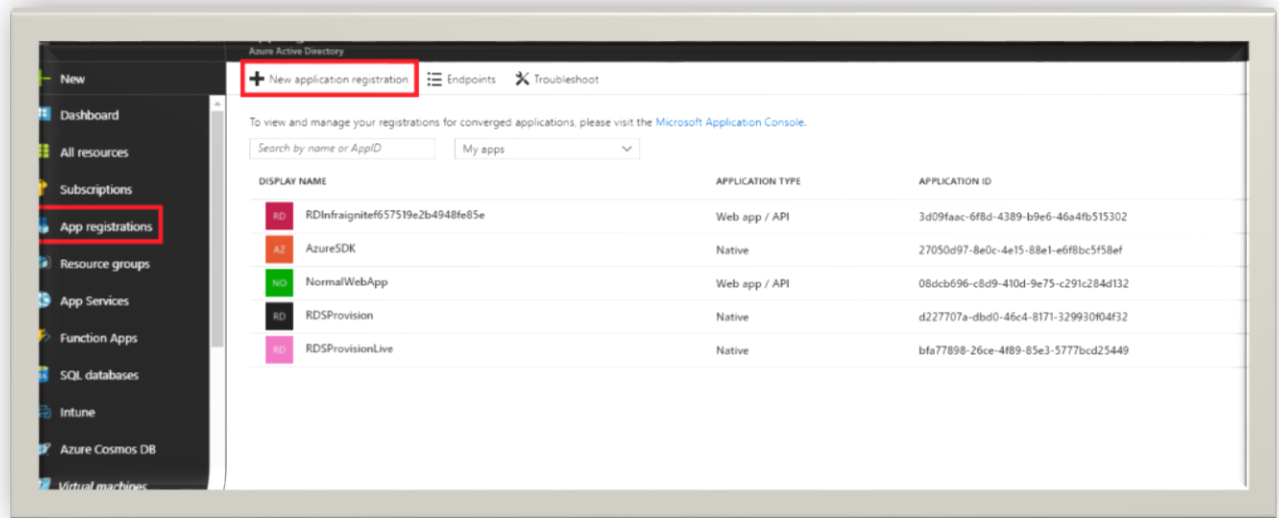 Azure Active Directory
New
New application registration Endpoints Troubleshoot
Dashboard
All resources
Subscriptions
App registrations
Resource groups
App Services
Function Apps
SQL databases
Intune
Azure Cosmos DB
Virtual machines
To view and manage your registrations for converged applications, please visit the Microsoft Application Console.
Search by name or AppID My apps
DISPLAY NAME APPLICATION TYPE APPLICATION ID
RD RDInfraignitef657519e2b4948fe85e Web app / API 3d09faac-6f8d-4389-b9e6-46a4fb515302
AZ AzureSDK Native 27050d97-8e0c-4e15-88e1-e6f8bc5f58ef
NO NormalWebApp Web app / API 08dcb696-c8d9-410d-9e75-c291c284d132
RD RDSProvision Native d227707a-dbd0-46c4-8171-329930f04f32
RD RDSProvisionLive Native bfa77898-26ce-4f89-85e3-5777bcd25449